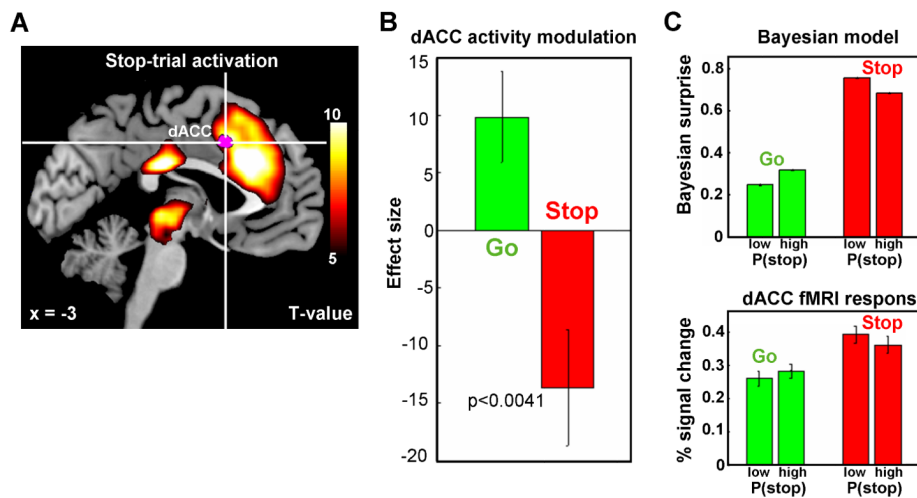 A
Stop-trial activation
dACC
10
5
x = -3
T-value
B
dACC activity modulation
15
10
5
0
-5
-10
-15
-20
Effect size
Go
Stop
p<0.0041
C
Bayesian model
Bayesian surprise
0.8
0.6
0.4
0.2
0
Go
Stop
low high
P(stop)
low high
P(stop)
dACC fMRI respons
% signal change
0.4
0.3
0.2
0.1
0
Go
Stop
low high
P(stop)
low high
P(stop)